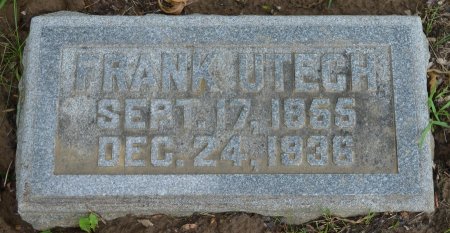 FRANK UTECH
SEPT. 17, 1865
DEC. 24, 1936